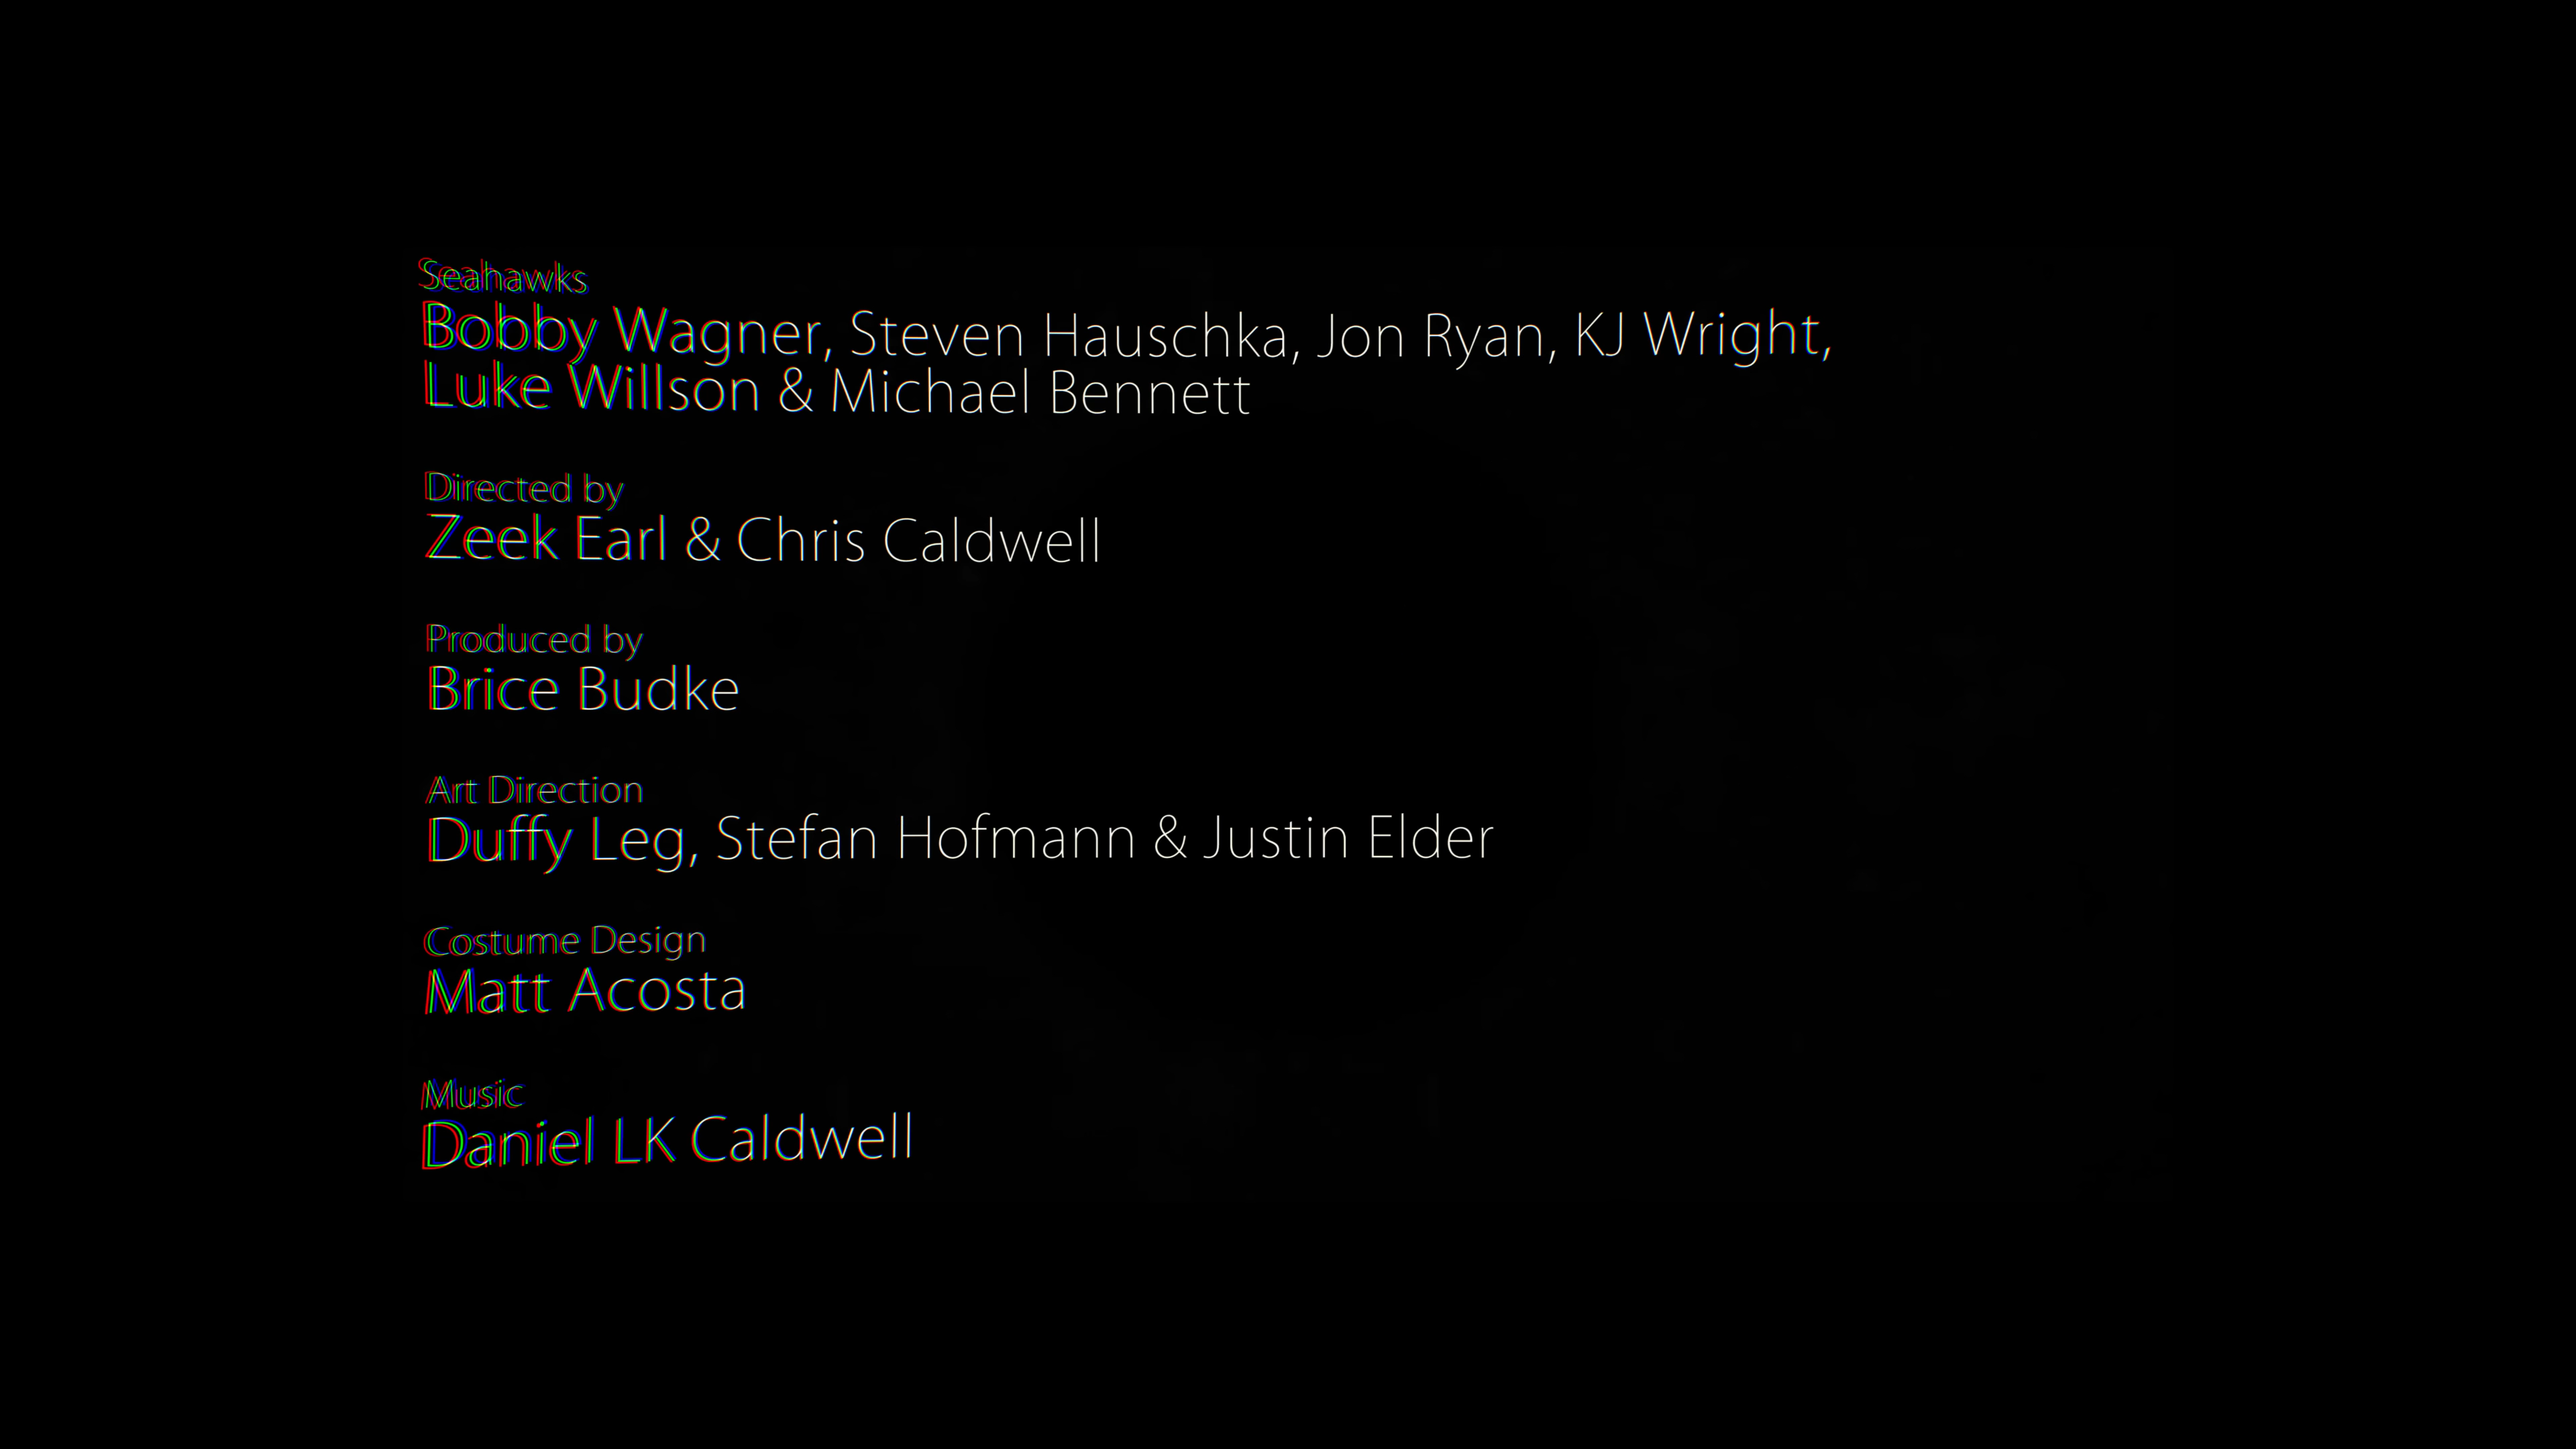 Seahawks
Bobby Wagner, Steven Hauschka, Jon Ryan, KJ Wright,
Luke Willson & Michael Bennett
Directed by
Zeek Earl & Chris Caldwell
Produced by
Brice Budke
Art Direction
Duffy Leg, Stefan Hofmann & Justin Elder
Costume Design
Matt Acosta
Music
Daniel LK Caldwell